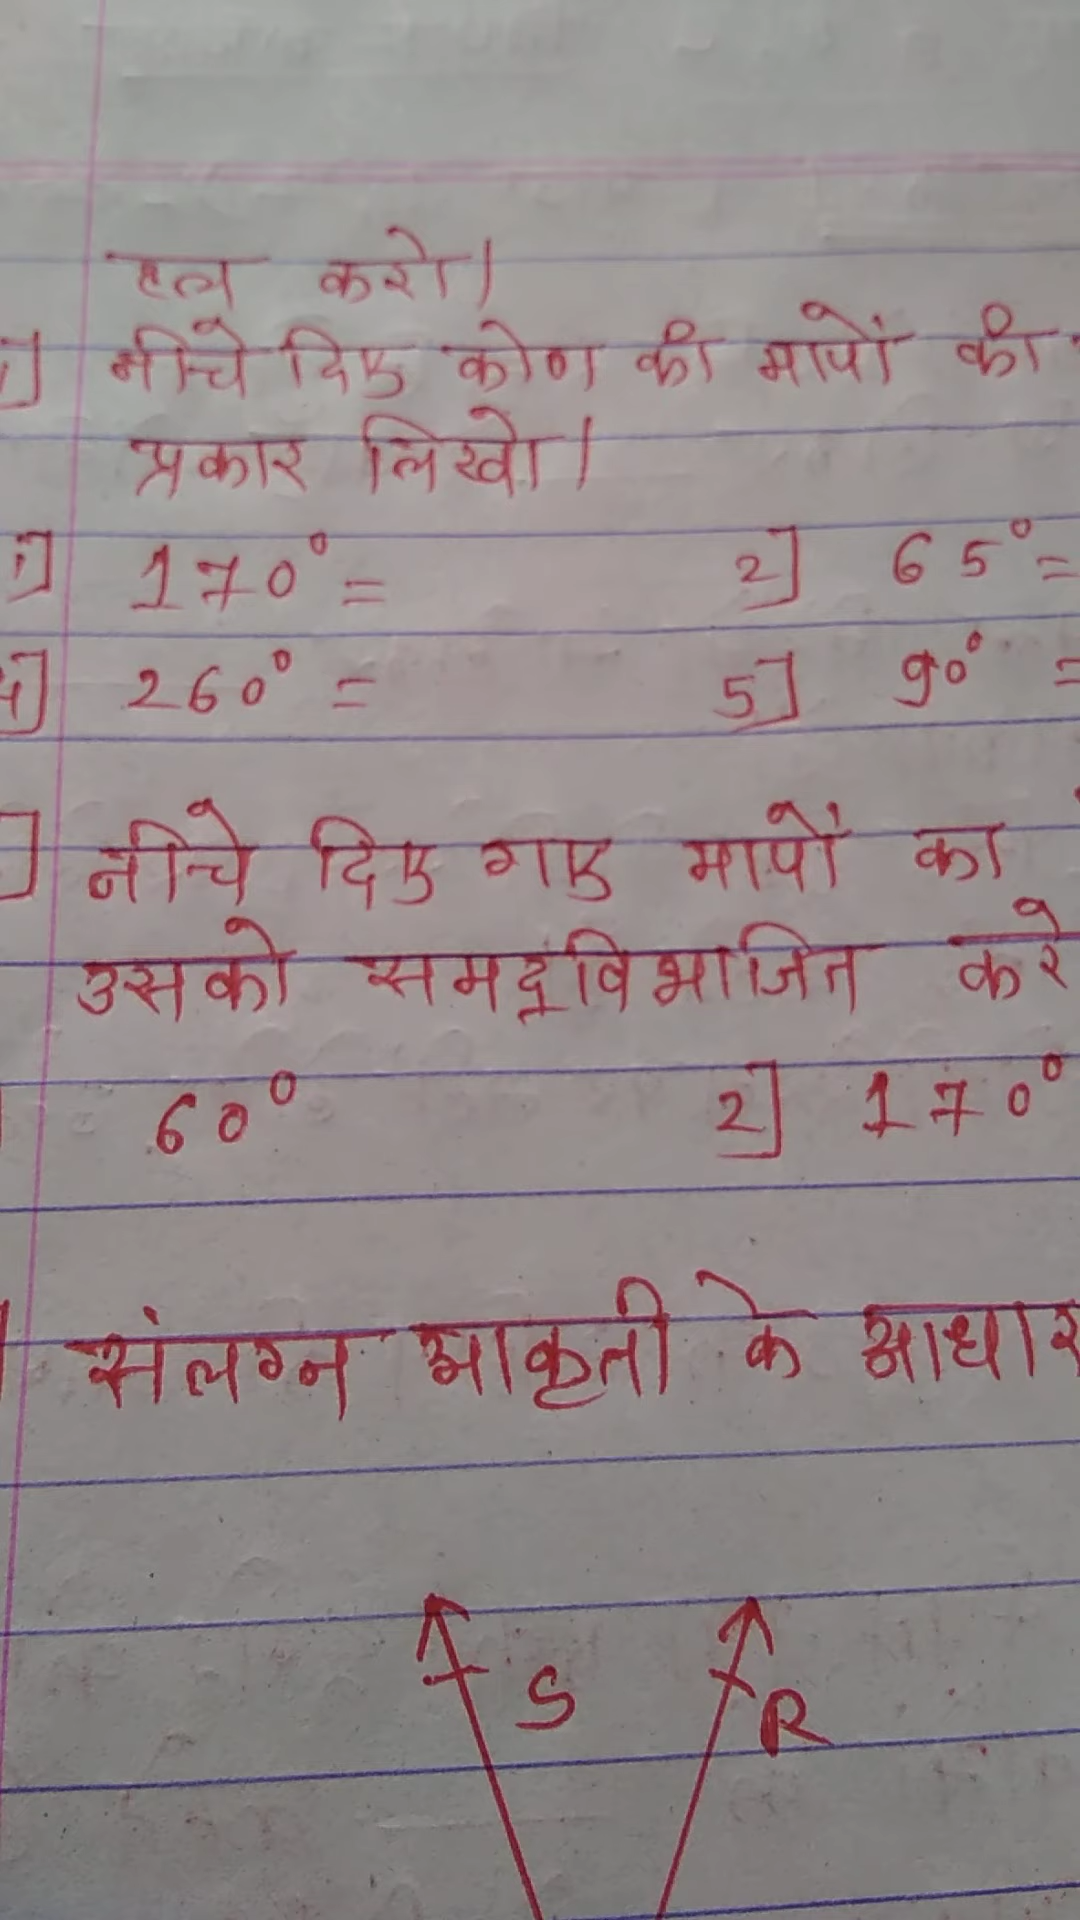 हल करो।
1] नीचे दिए कोण की मापों की
प्रकार लिखो।
1] 170°= 2] 65°=
4] 260° = 5] 90° =
नीचे दिए गए मापों का
उसको समद्विभाजित करे
60° 2] 170°
संलग्न आकृती के आधार
S R